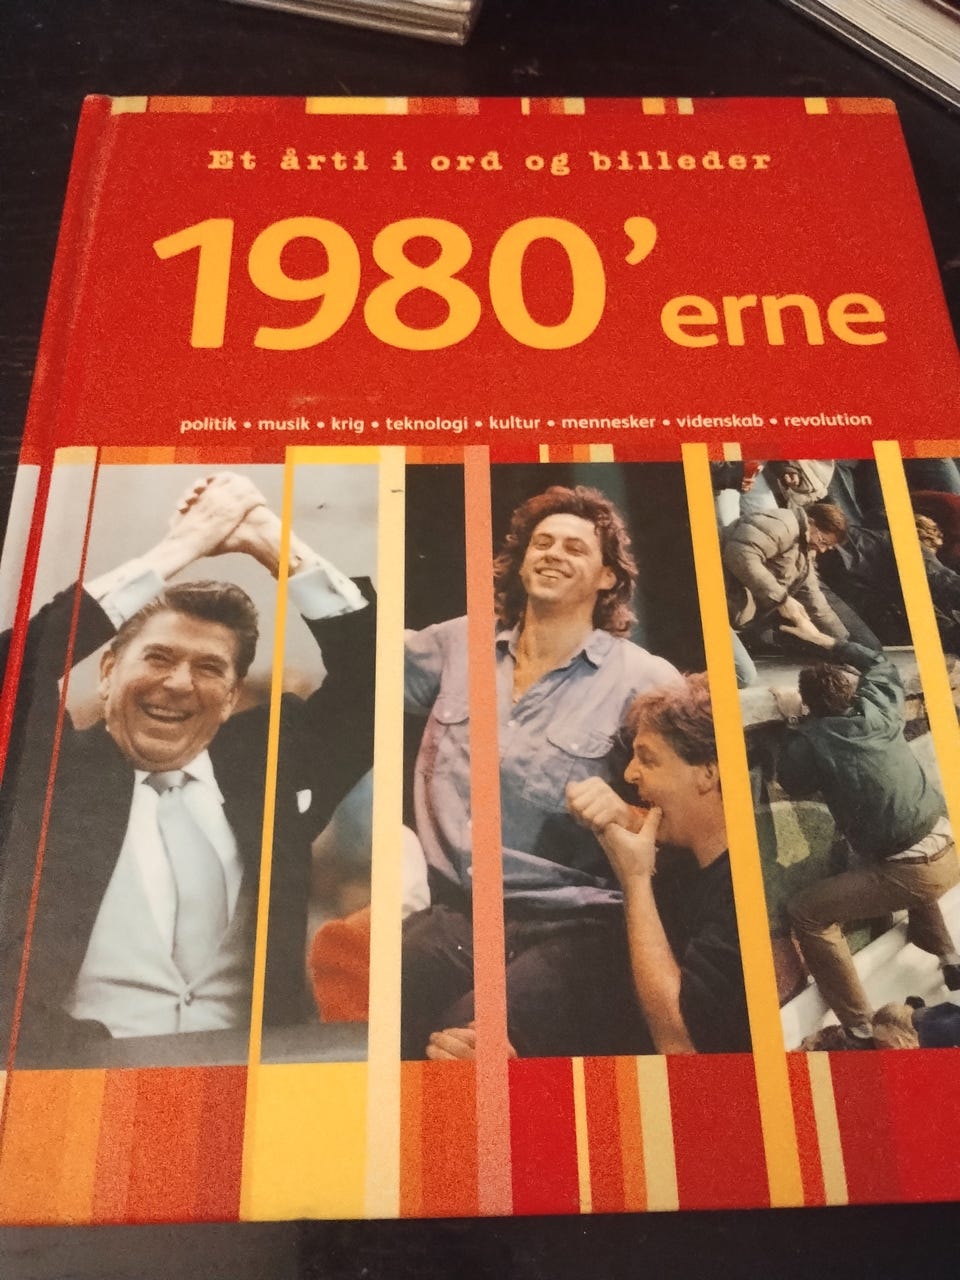 Et årti i ord og billeder
1980'erne
politik • musik • krig • teknologi • kultur • mennesker • videnskab • revolution